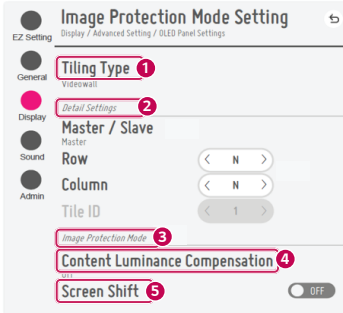 Image Protection Mode Setting
Display / Advanced Setting / OLED Panel Settings
EZ Setting
General
Display
Sound
Admin
Tiling Type 1
Videowall
Detail Settings 2
Master / Slave
Master
Row < N >
Column < N >
Tile ID < 1 >
Image Protection Mode 3
Content Luminance Compensation 4
Off
Screen Shift 5 OFF